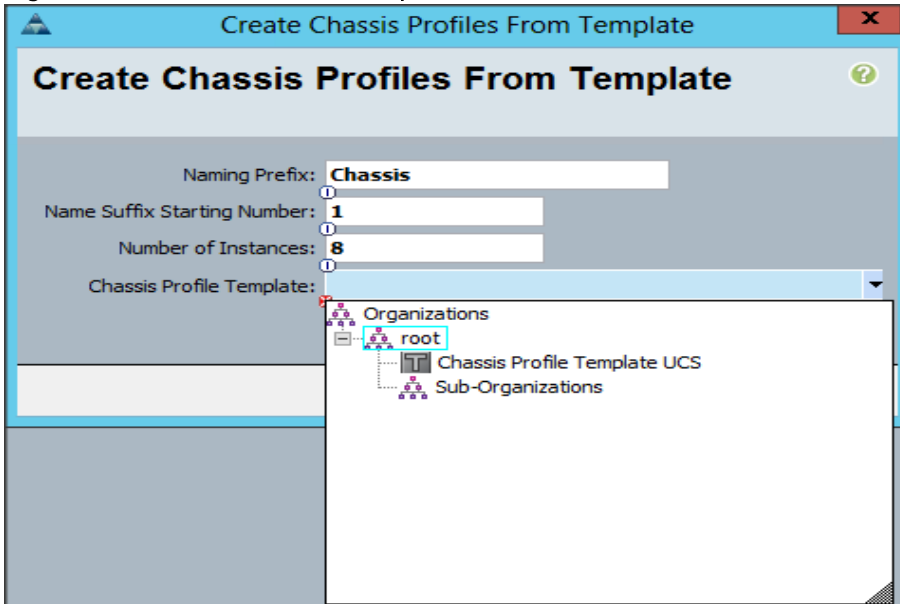 Create Chassis Profiles From Template
x
Create Chassis Profiles From Template
?
Naming Prefix: Chassis
Name Suffix Starting Number: 1
Number of Instances: 8
Chassis Profile Template:
Organizations
root
Chassis Profile Template UCS
Sub-Organizations